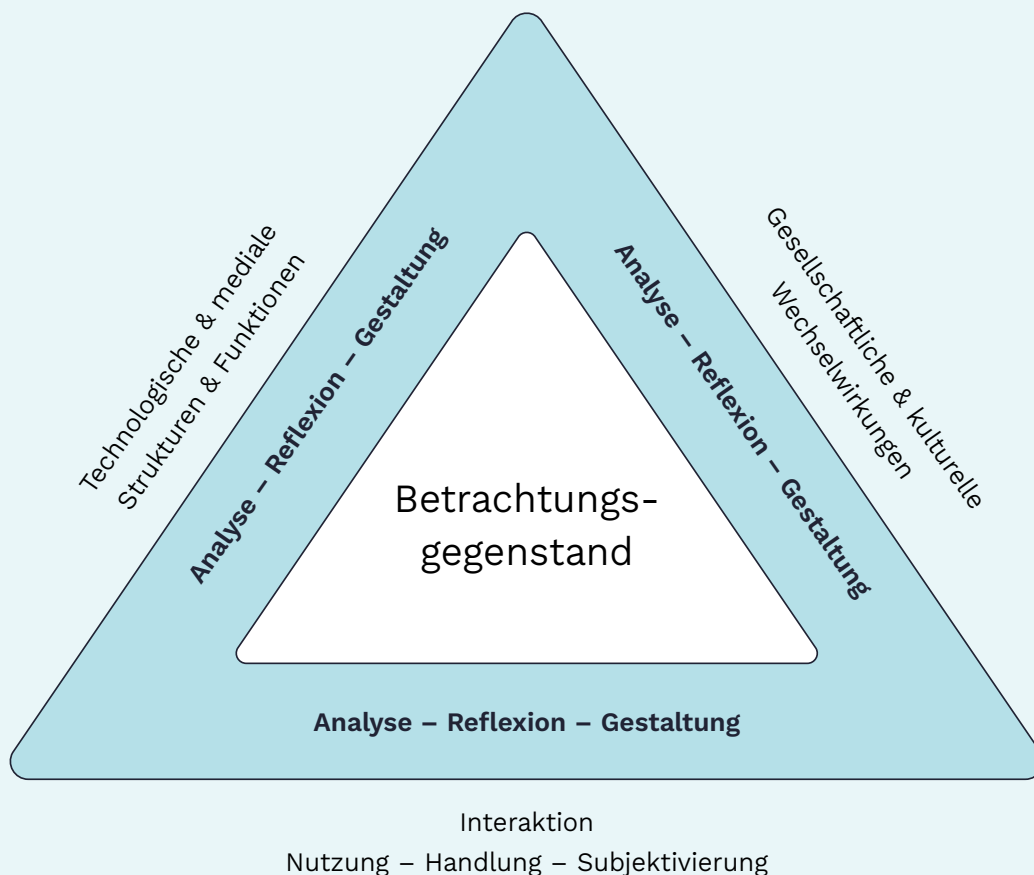 Technologische & mediale
Strukturen & Funktionen
Analyse – Reflexion – Gestaltung
Gesellschaftliche & kulturelle
Wechselwirkungen
Analyse – Reflexion – Gestaltung
Betrachtungs-
gegenstand
Analyse – Reflexion – Gestaltung
Interaktion
Nutzung – Handlung – Subjektivierung